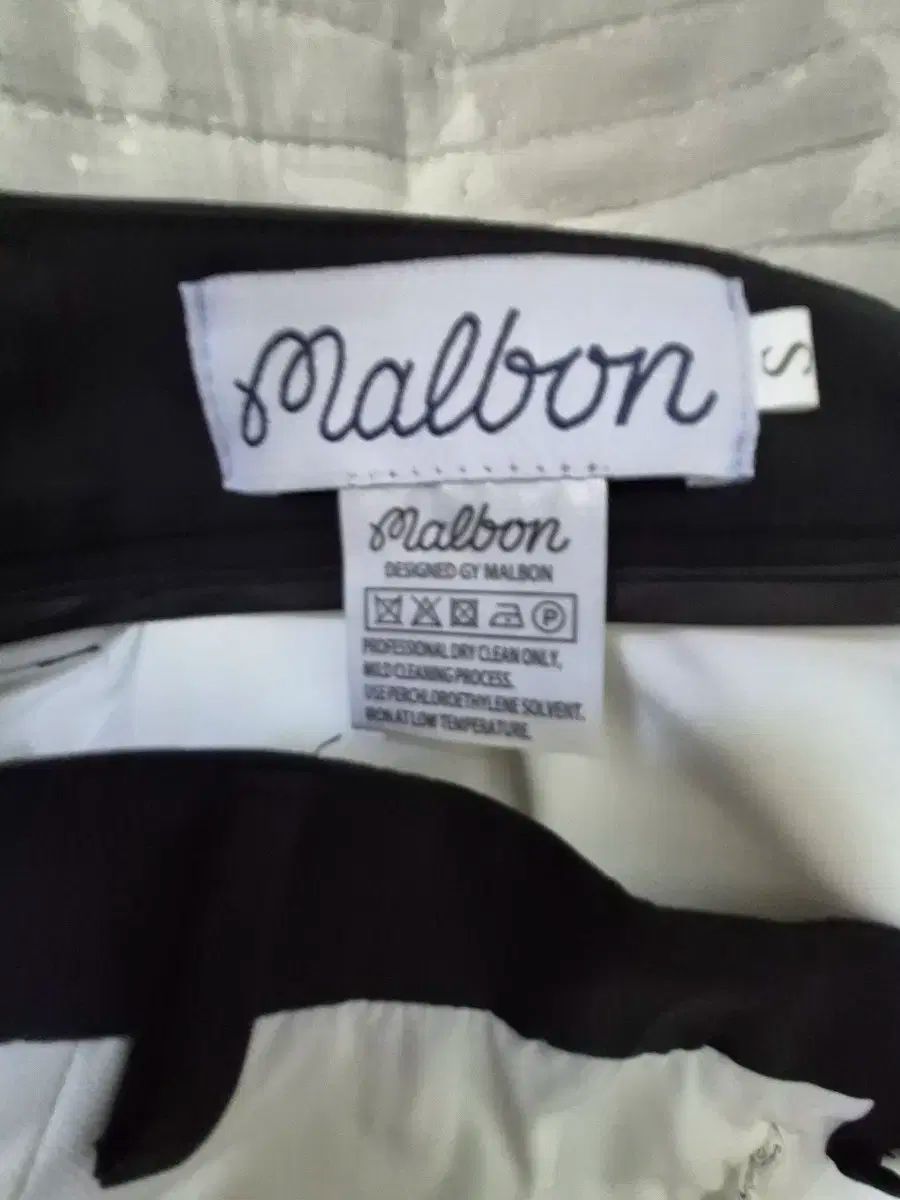 Malbon
S
Malbon
DESIGNED GY MALBON
P
PROFESSIONAL DRY CLEAN ONLY,
MILD CLEANING PROCESS.
USE PERCHLOROETHYLENE SOLVENT.
IRON AT LOW TEMPERATURE.